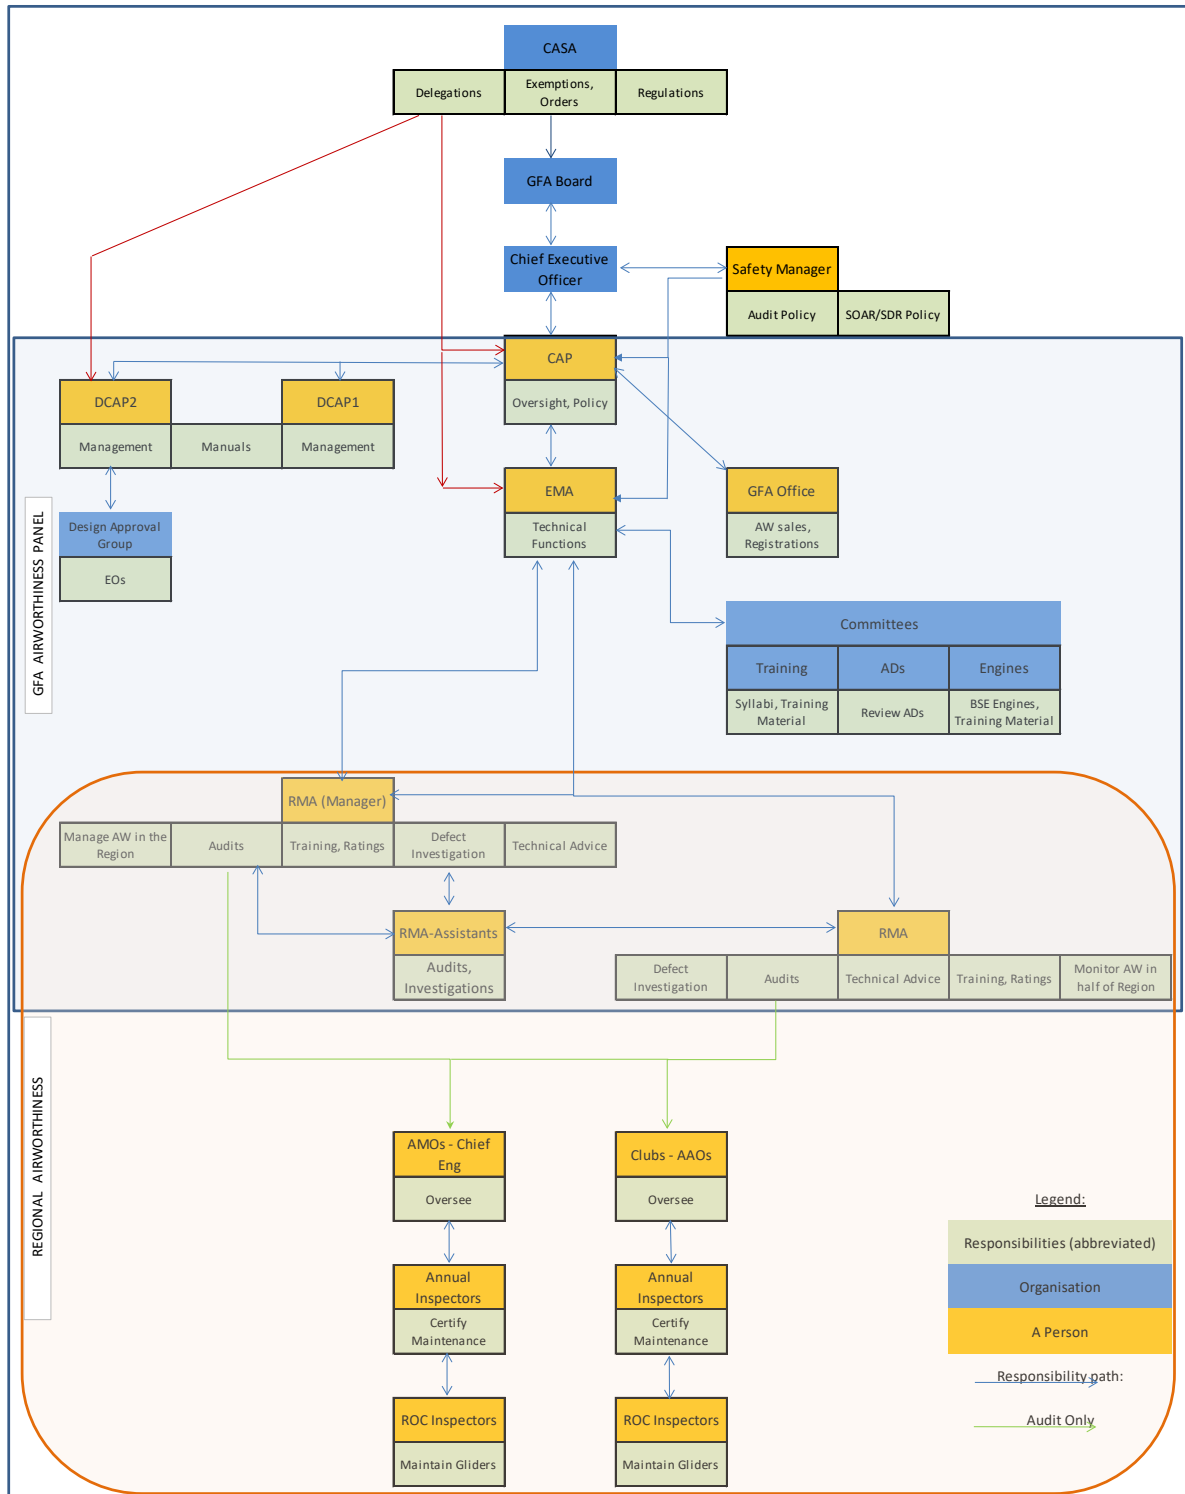 CASA
Delegations
Exemptions,
Orders
Regulations
GFA Board
Chief Executive
Officer
Safety Manager
Audit Policy
SOAR/SDR Policy
CAP
Oversight, Policy
DCAP2
DCAP1
Management
Manuals
Management
EMA
Technical
Functions
GFA Office
AW sales,
Registrations
Design Approval
Group
EOs
GFA AIRWORTHINESS PANEL
Committees
Training
ADs
Engines
Syllabi, Training
Material
Review ADs
BSE Engines,
Training Material
RMA (Manager)
Manage AW in the
Region
Audits
Training, Ratings
Defect
Investigation
Technical Advice
RMA-Assistants
Audits,
Investigations
RMA
Defect
Investigation
Audits
Technical Advice
Training, Ratings
Monitor AW in
half of Region
REGIONAL AIRWORTHINESS
AMOs - Chief
Eng
Oversee
Clubs - AAOs
Oversee
Annual
Inspectors
Certify
Maintenance
Annual
Inspectors
Certify
Maintenance
ROC Inspectors
Maintain Gliders
ROC Inspectors
Maintain Gliders
Legend:
Responsibilities (abbreviated)
Organisation
A Person
Responsibility path:
Audit Only